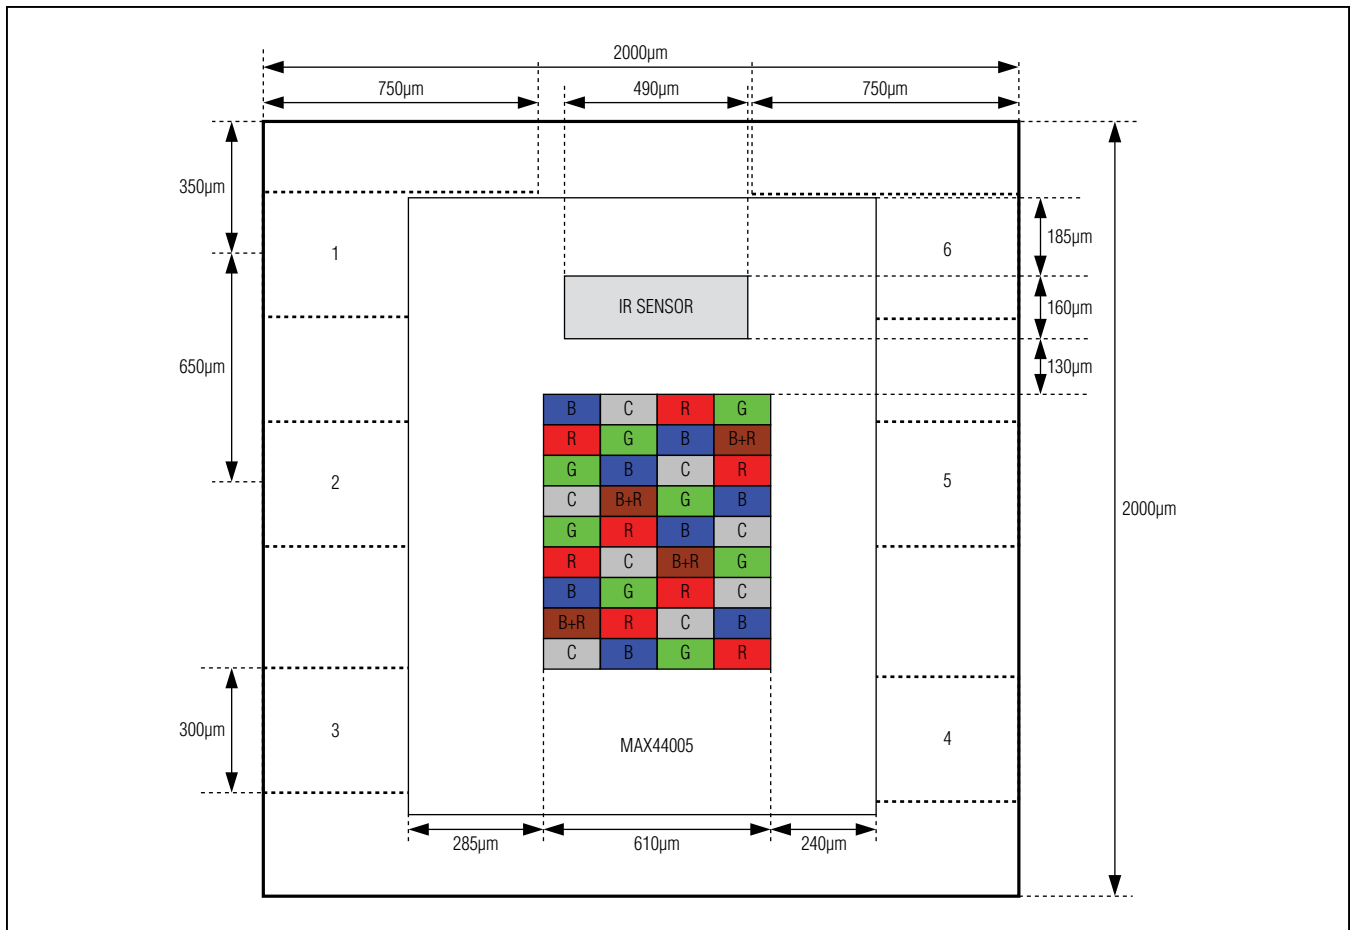 2000µm
750µm 490µm 750µm
350µm
1 6 185µm
IR SENSOR 160µm
650µm 130µm
B C R G
R G B B+R
G B C R
2 5
C B+R G B
2000µm
G R B C
R C B+R G
B G R C
B+R R C B
C B G R
300µm 3 MAX44005 4
285µm 610µm 240µm